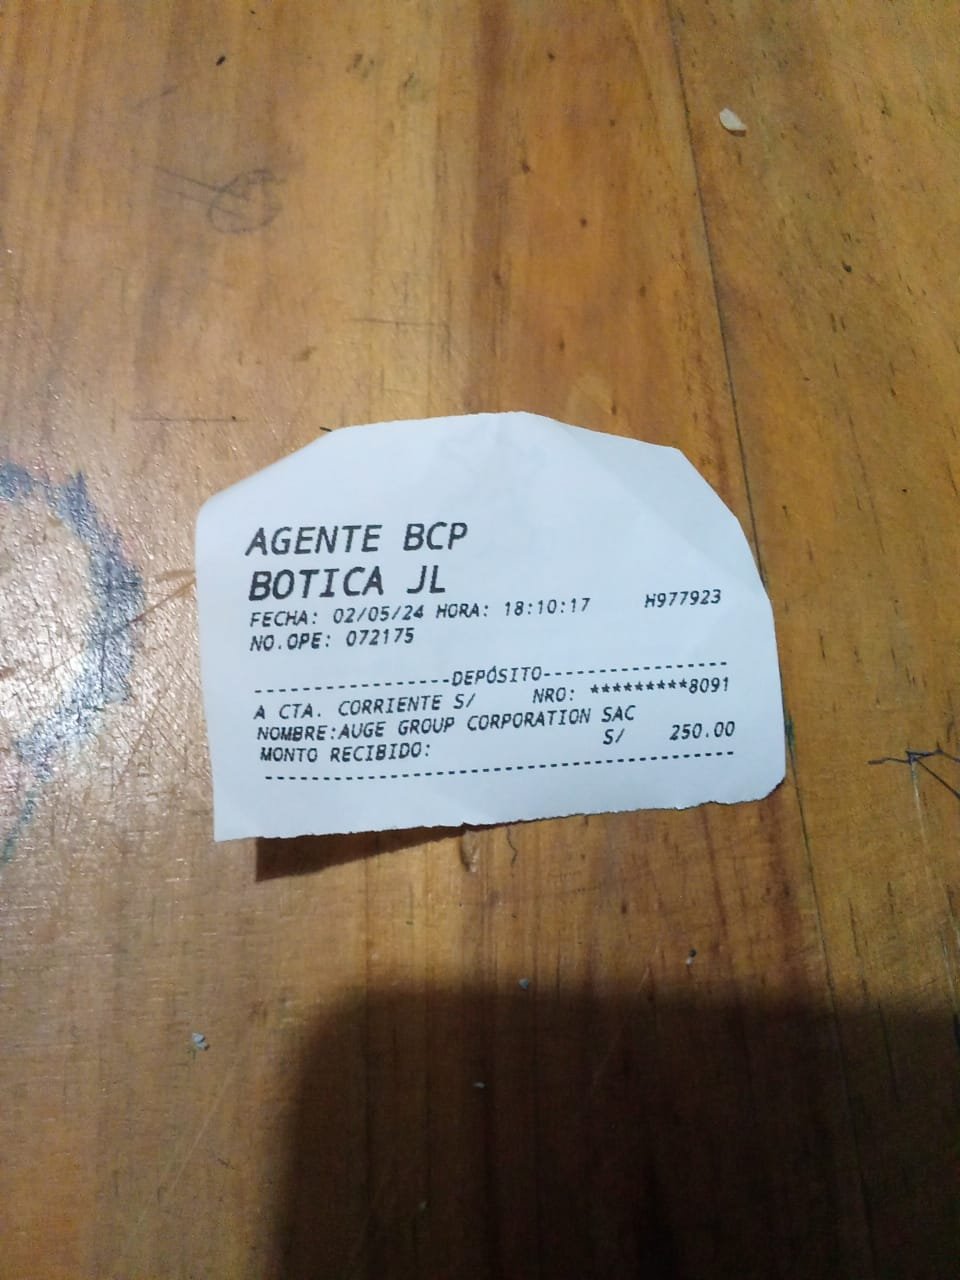 AGENTE BCP
BOTICA JL
FECHA: 02/05/24 HORA: 18:10:17 H977923
NO.OPE: 072175
-----------------DEPÓSITO----------------
A CTA. CORRIENTE S/ NRO: *********8091
NOMBRE:AUGE GROUP CORPORATION SAC
MONTO RECIBIDO: S/ 250.00